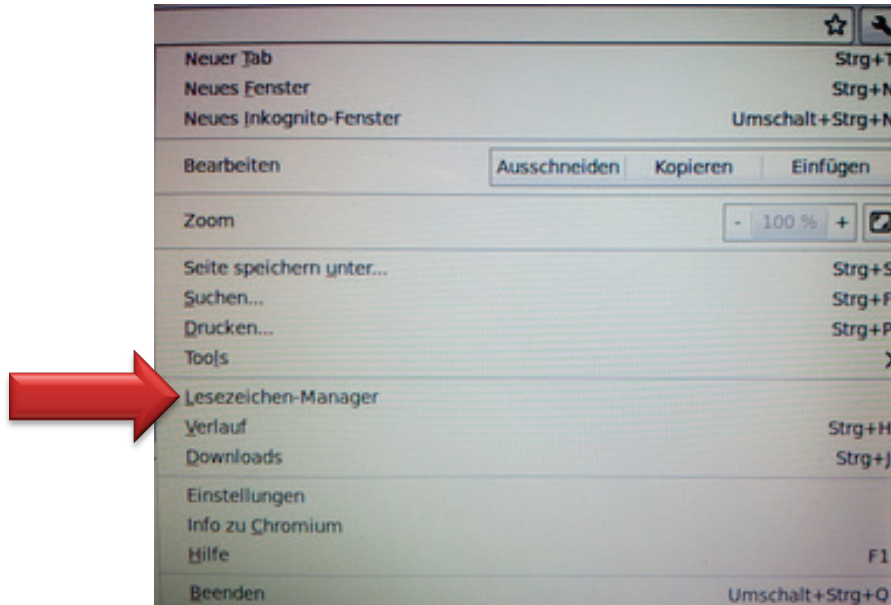 Neuer Tab Strg+T
Neues Fenster Strg+N
Neues Inkognito-Fenster Umschalt+Strg+N
Bearbeiten Ausschneiden Kopieren Einfügen
Zoom - 100 % +
Seite speichern unter... Strg+S
Suchen... Strg+F
Drucken... Strg+P
Tools
Lesezeichen-Manager
Verlauf Strg+H
Downloads Strg+J
Einstellungen
Info zu Chromium
Hilfe F1
Beenden Umschalt+Strg+Q